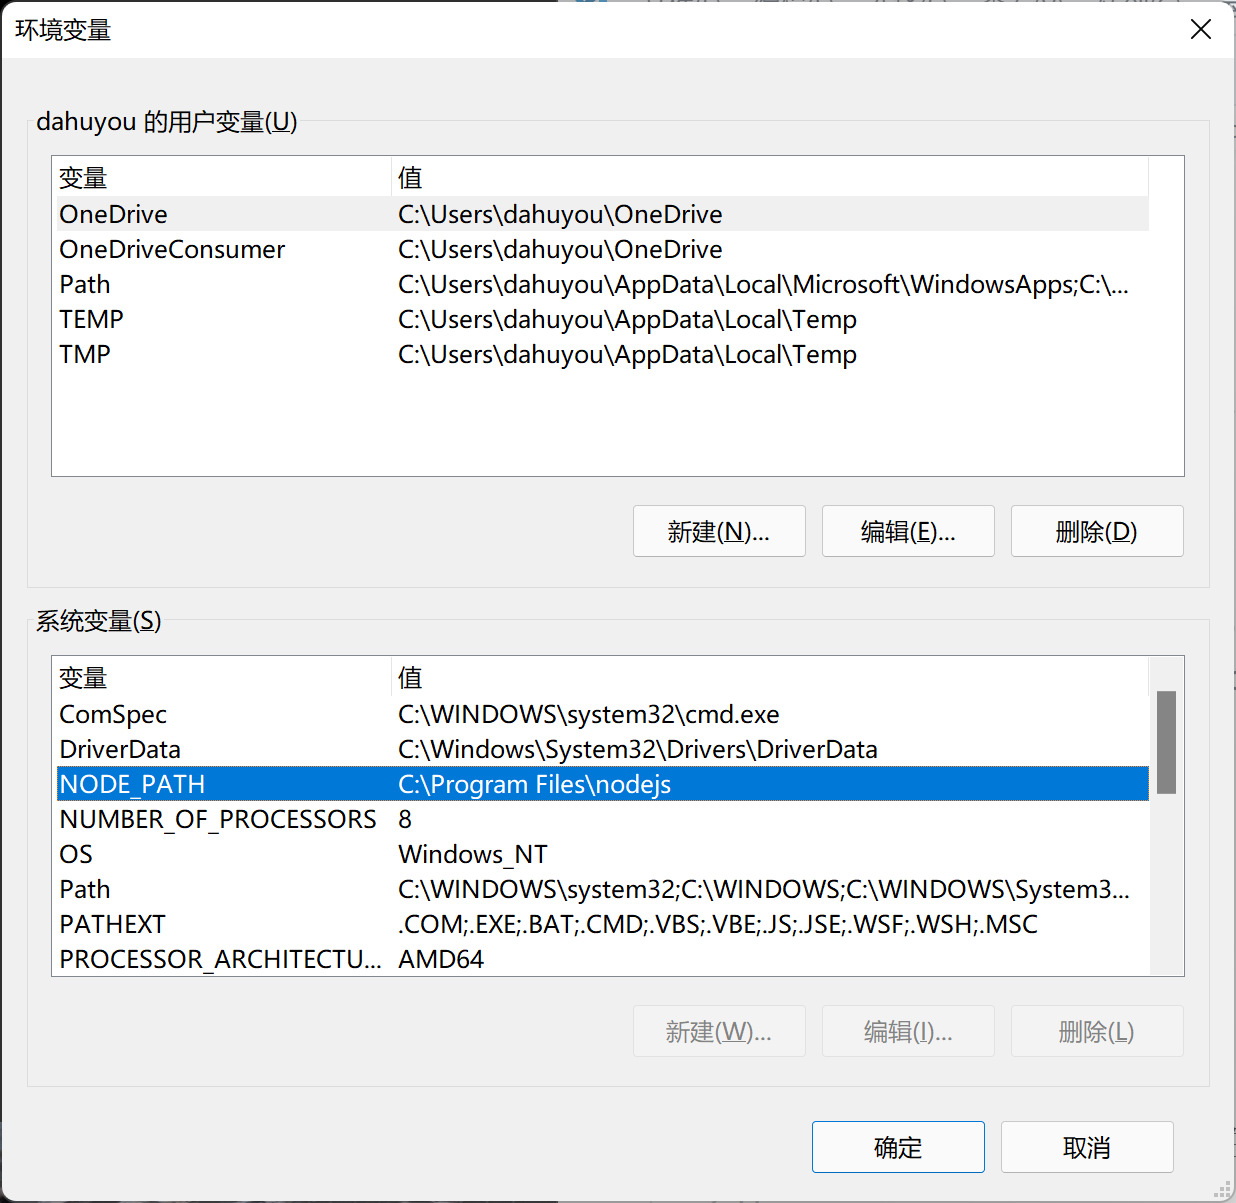 环境变量
dahuyou 的用户变量(U)
变量 值
OneDrive C:\Users\dahuyou\OneDrive
OneDriveConsumer C:\Users\dahuyou\OneDrive
Path C:\Users\dahuyou\AppData\Local\Microsoft\WindowsApps;C:\...
TEMP C:\Users\dahuyou\AppData\Local\Temp
TMP C:\Users\dahuyou\AppData\Local\Temp
新建(N)... 编辑(E)... 删除(D)
系统变量(S)
变量 值
ComSpec C:\WINDOWS\system32\cmd.exe
DriverData C:\Windows\System32\Drivers\DriverData
NODE_PATH C:\Program Files\nodejs
NUMBER_OF_PROCESSORS 8
OS Windows_NT
Path C:\WINDOWS\system32;C:\WINDOWS;C:\WINDOWS\System3...
PATHEXT .COM;.EXE;.BAT;.CMD;.VBS;.VBE;.JS;.JSE;.WSF;.WSH;.MSC
PROCESSOR_ARCHITECTU... AMD64
新建(W)... 编辑(I)... 删除(L)
确定 取消